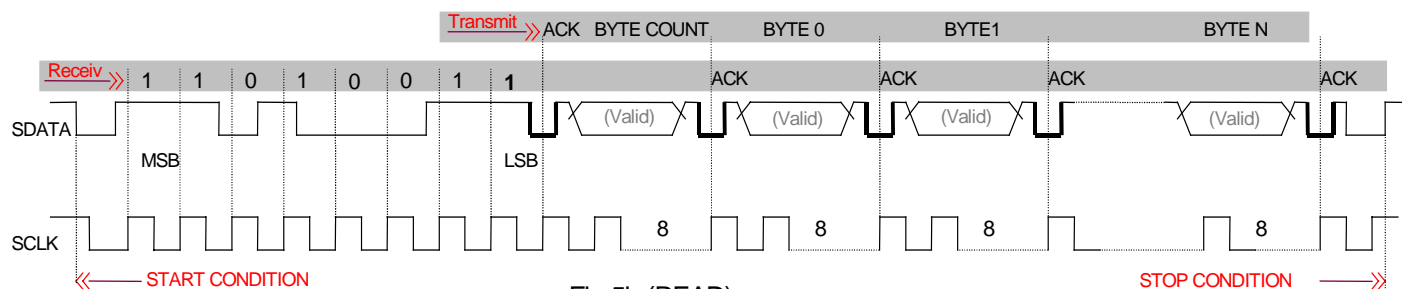 Transmit ACK BYTE COUNT BYTE 0 BYTE1 BYTE N
Receiv 1 1 0 1 0 0 1 1 ACK ACK ACK ACK
SDATA (Valid) (Valid) (Valid) (Valid)
MSB LSB
SCLK 8 8 8 8
START CONDITION STOP CONDITION
(READ)